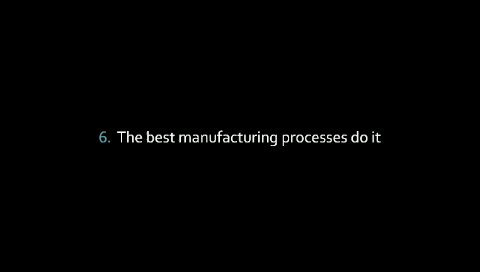 6. The best manufacturing processes do it